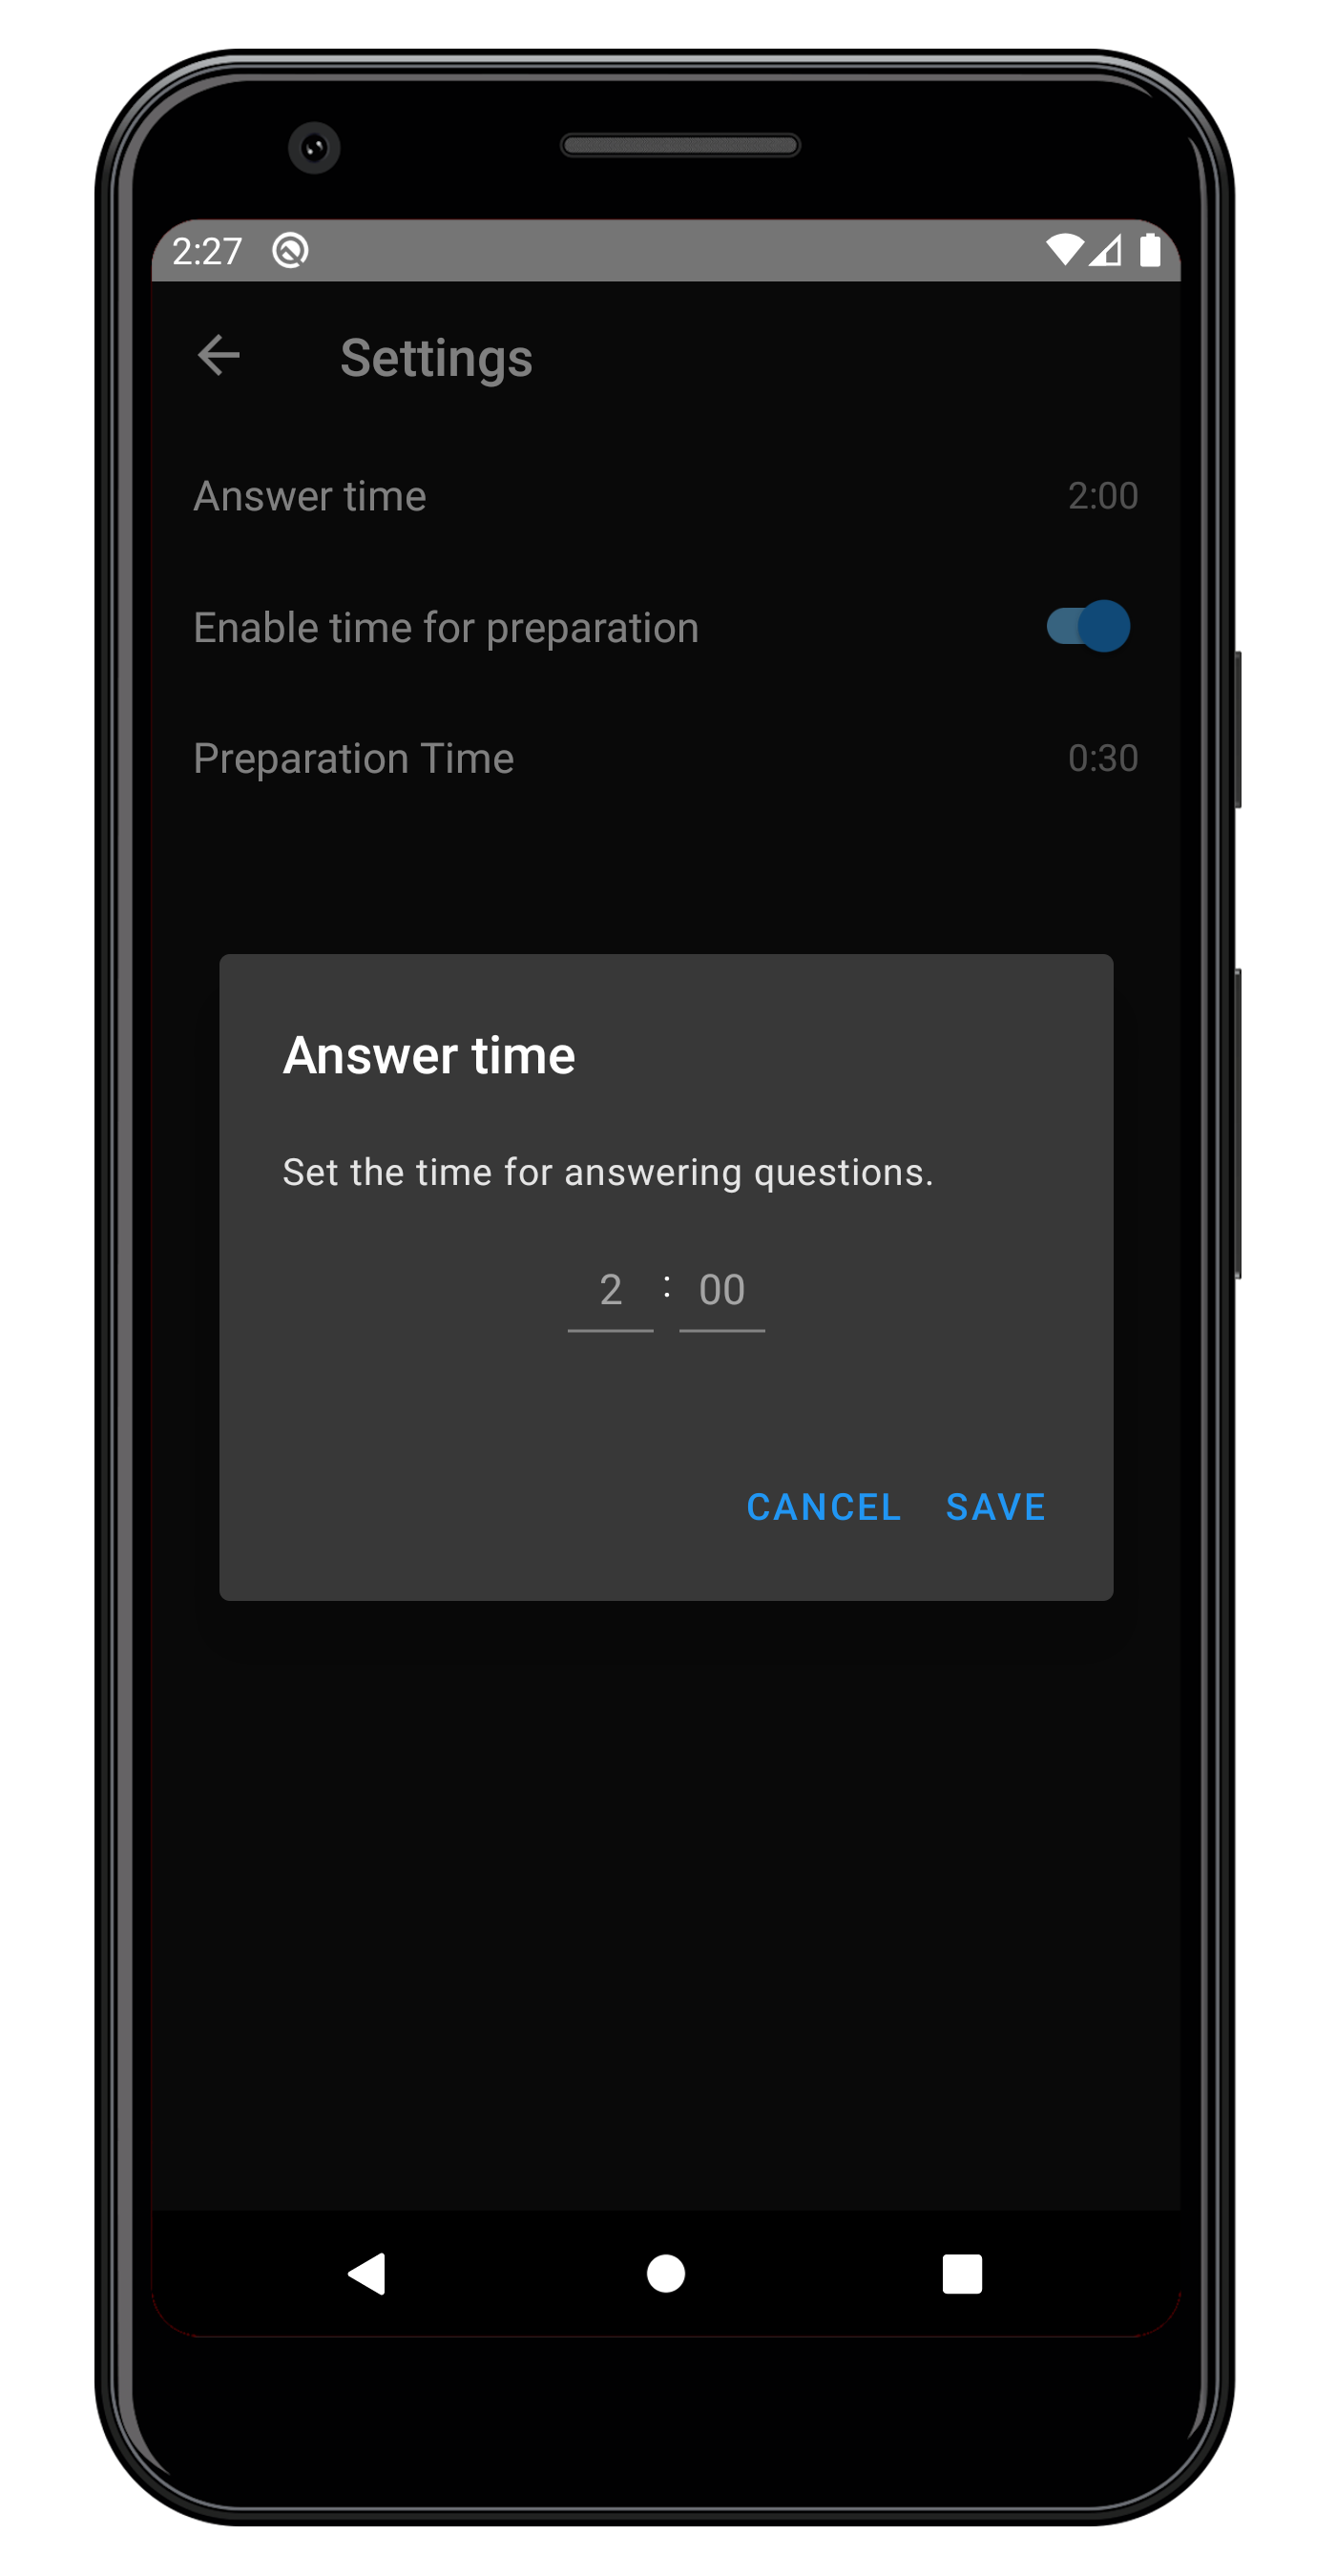 2:27
Settings
Answer time 2:00
Enable time for preparation
Preparation Time 0:30
Answer time
Set the time for answering questions.
2 : 00
CANCEL SAVE